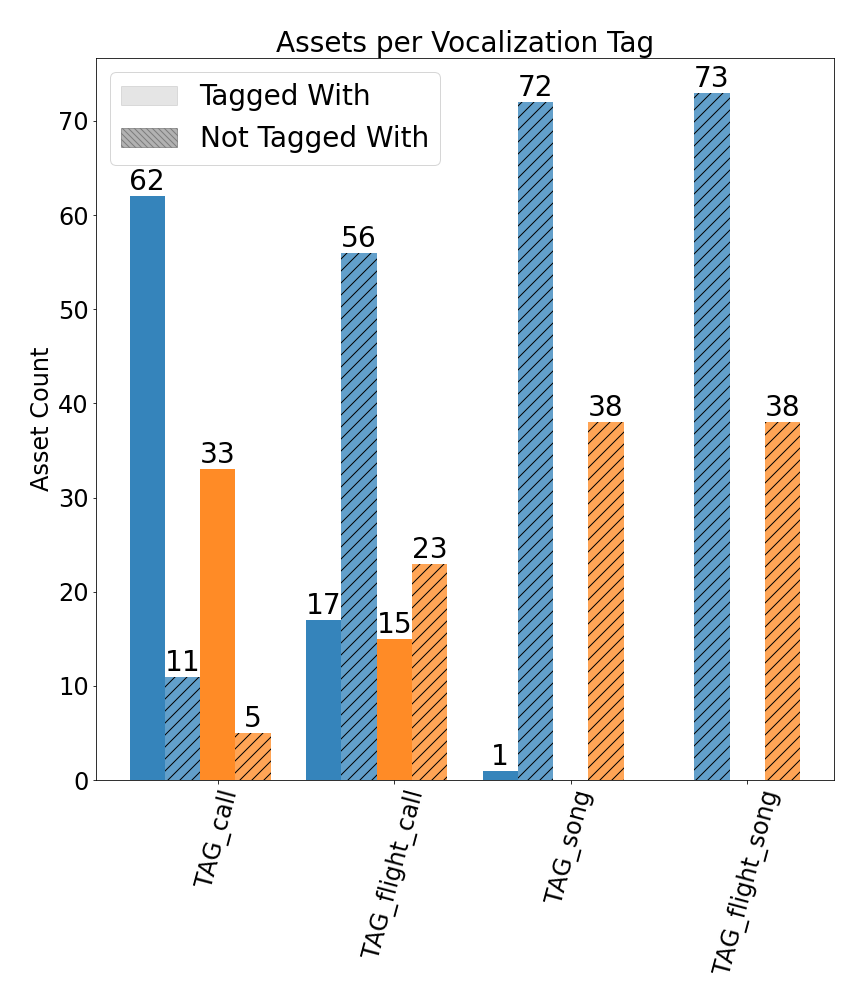 Assets per Vocalization Tag
Tagged With
Not Tagged With
Asset Count
70
60
50
40
30
20
10
0
62
11
33
5
17
56
15
23
1
72
38
73
38
TAG_call
TAG_flight_call
TAG_song
TAG_flight_song